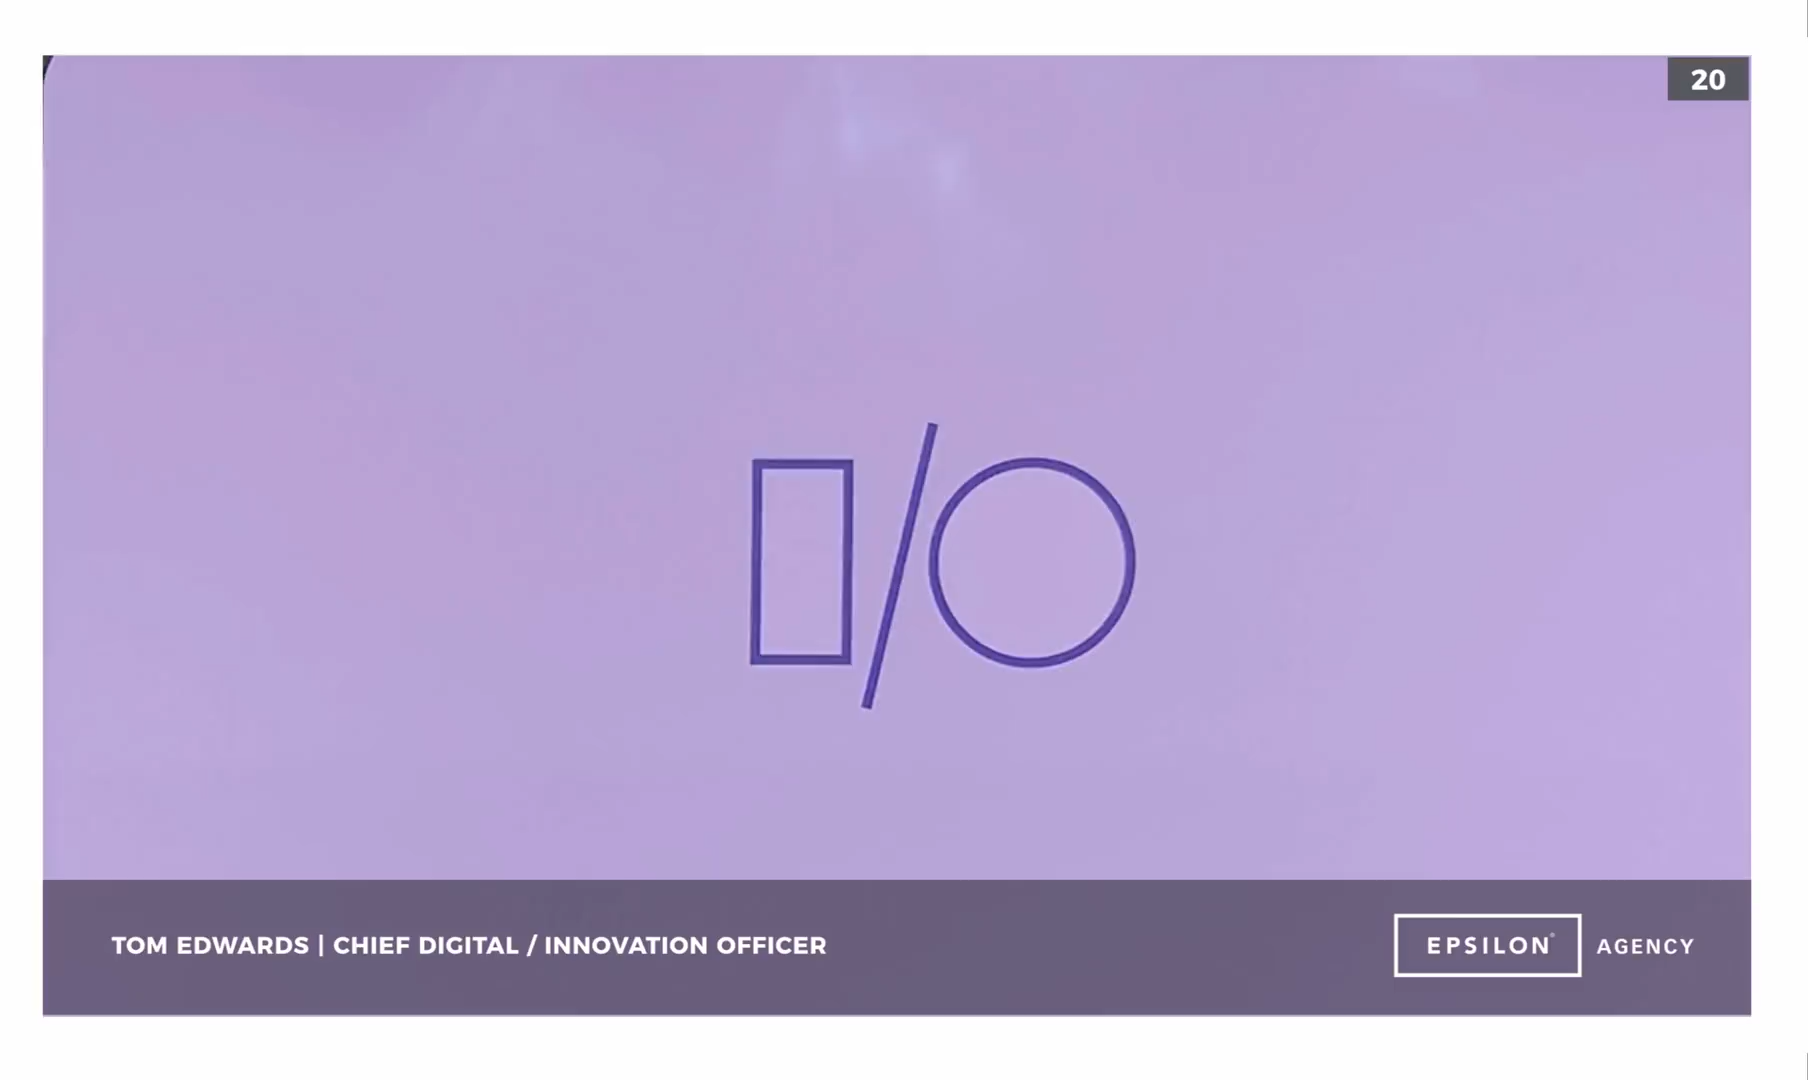 20
I/O
TOM EDWARDS | CHIEF DIGITAL / INNOVATION OFFICER
EPSILON® AGENCY